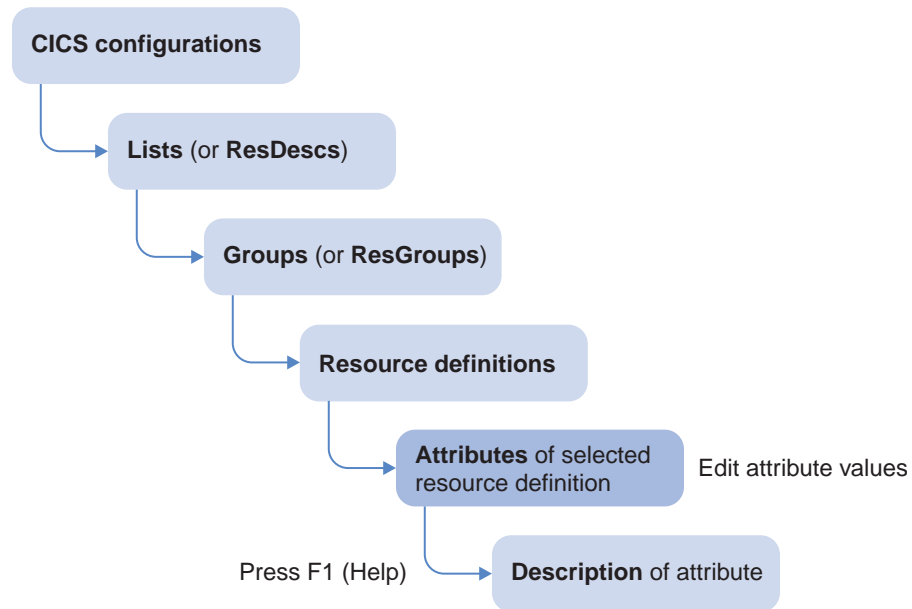 CICS configurations
Lists (or ResDescs)
Groups (or ResGroups)
Resource definitions
Attributes of selected
resource definition
Edit attribute values
Press F1 (Help)
Description of attribute